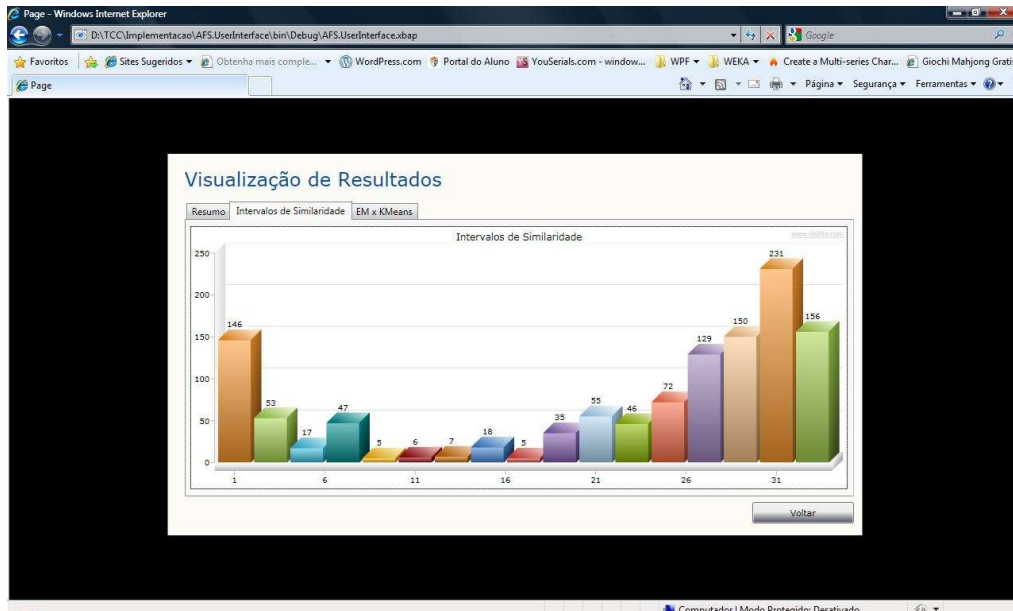 Page - Windows Internet Explorer
D:\TCC\Implementacao\AFS.UserInterface\bin\Debug\AFS.UserInterface.xbap
Google
Favoritos Sites Sugeridos Obtenha mais comple... WordPress.com Portal do Aluno YouSerials.com - window... WPF WEKA Create a Multi-series Char... Giochi Mahjong Grati
Page Página Segurança Ferramentas
Visualização de Resultados
Resumo Intervalos de Similaridade EM x KMeans
Intervalos de Similaridade
250
200
150
100
50
0
146 53 17 47 5 6 7 18 5 35 55 46 72 129 150 231 156
1 6 11 16 21 26 31
Voltar
Computador | Modo Protegido: Desativado